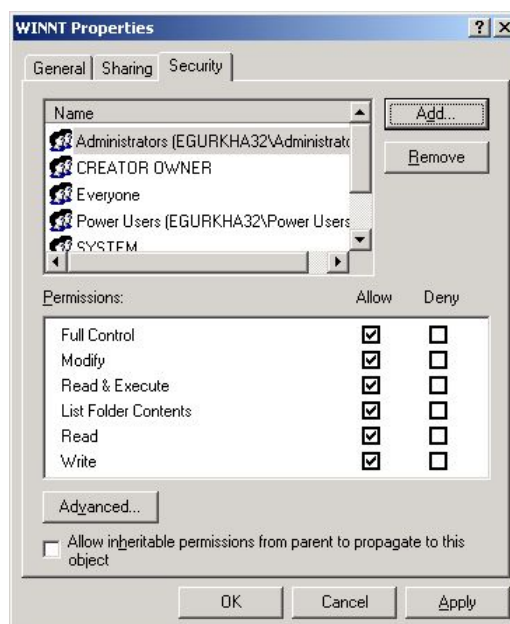 WINNT Properties
General Sharing Security
Name
Add...
Administrators (EGURKHA32\Administrato
Remove
CREATOR OWNER
Everyone
Power Users (EGURKHA32\Power Users
SYSTEM
Permissions: Allow Deny
Full Control
Modify
Read & Execute
List Folder Contents
Read
Write
Advanced...
Allow inheritable permissions from parent to propagate to this
object
OK Cancel Apply